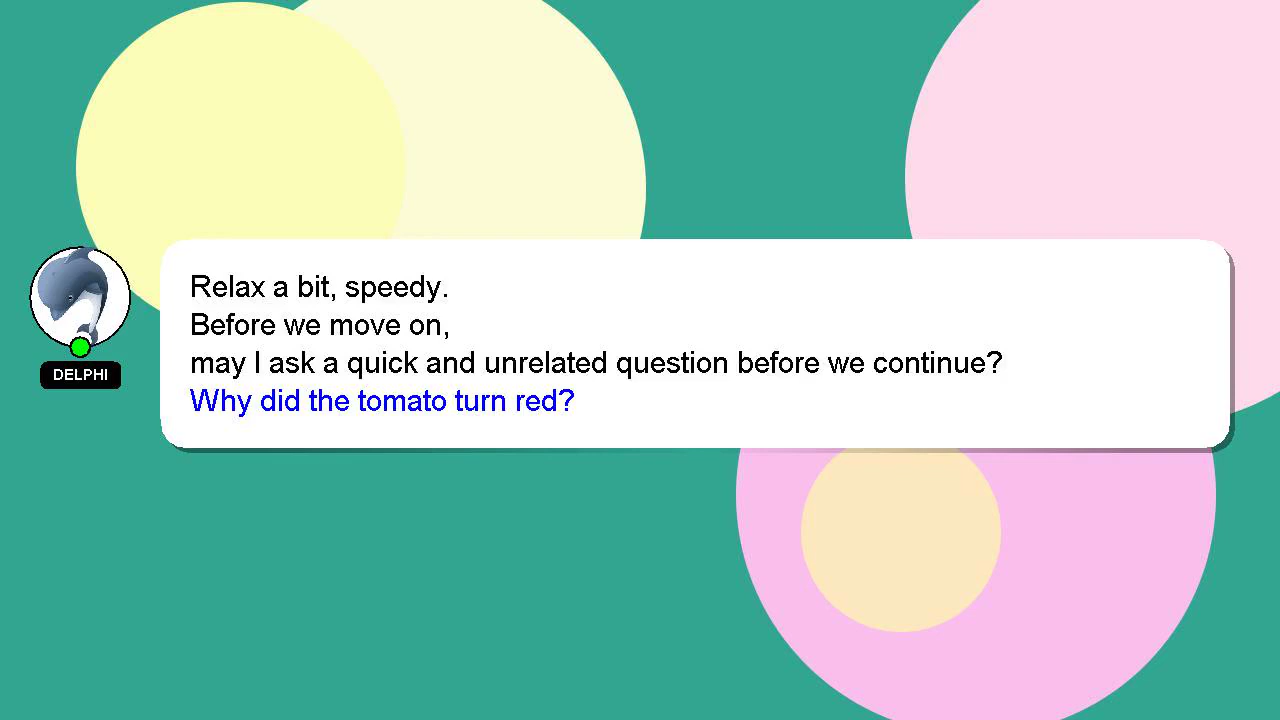 Relax a bit, speedy.
Before we move on,
may I ask a quick and unrelated question before we continue?
Why did the tomato turn red?
DELPHI